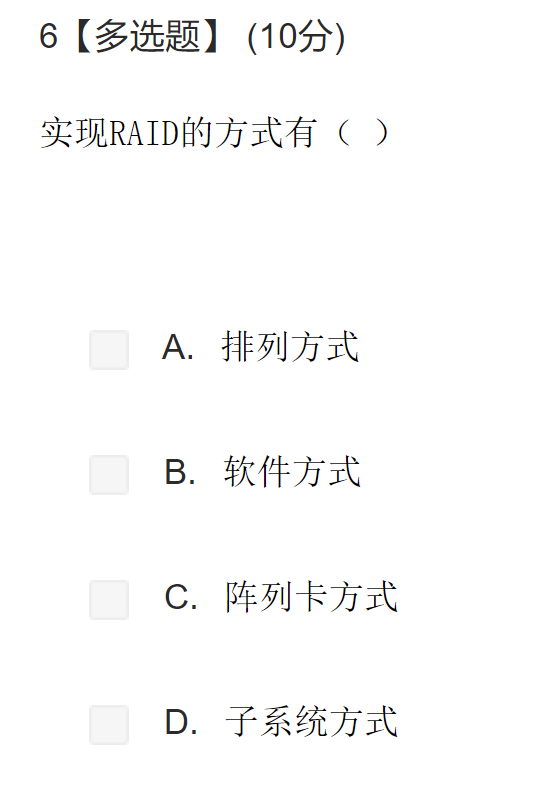 6【多选题】 (10分)
实现RAID的方式有（ ）
A. 排列方式
B. 软件方式
C. 阵列卡方式
D. 子系统方式